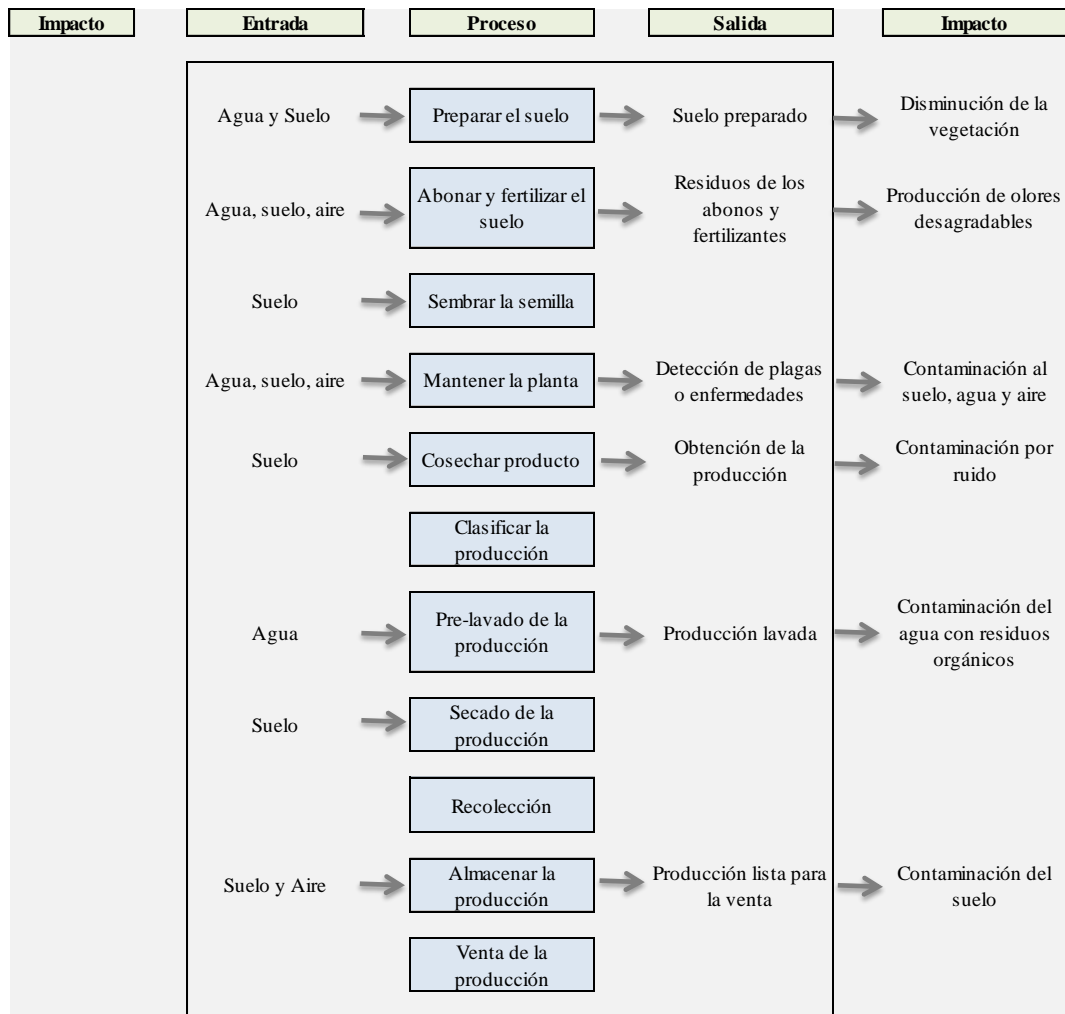 Impacto Entrada Proceso Salida Impacto
Agua y Suelo Preparar el suelo Suelo preparado Disminución de la
vegetación
Agua, suelo, aire Abonar y fertilizar el
suelo Residuos de los
abonos y
fertilizantes Producción de olores
desagradables
Suelo Sembrar la semilla
Agua, suelo, aire Mantener la planta Detección de plagas
o enfermedades Contaminación al
suelo, agua y aire
Suelo Cosechar producto Obtención de la
producción Contaminación por
ruido
Clasificar la
producción
Agua Pre-lavado de la
producción Producción lavada Contaminación del
agua con residuos
orgánicos
Suelo Secado de la
producción
Recolección
Suelo y Aire Almacenar la
producción Producción lista para
la venta Contaminación del
suelo
Venta de la
producción